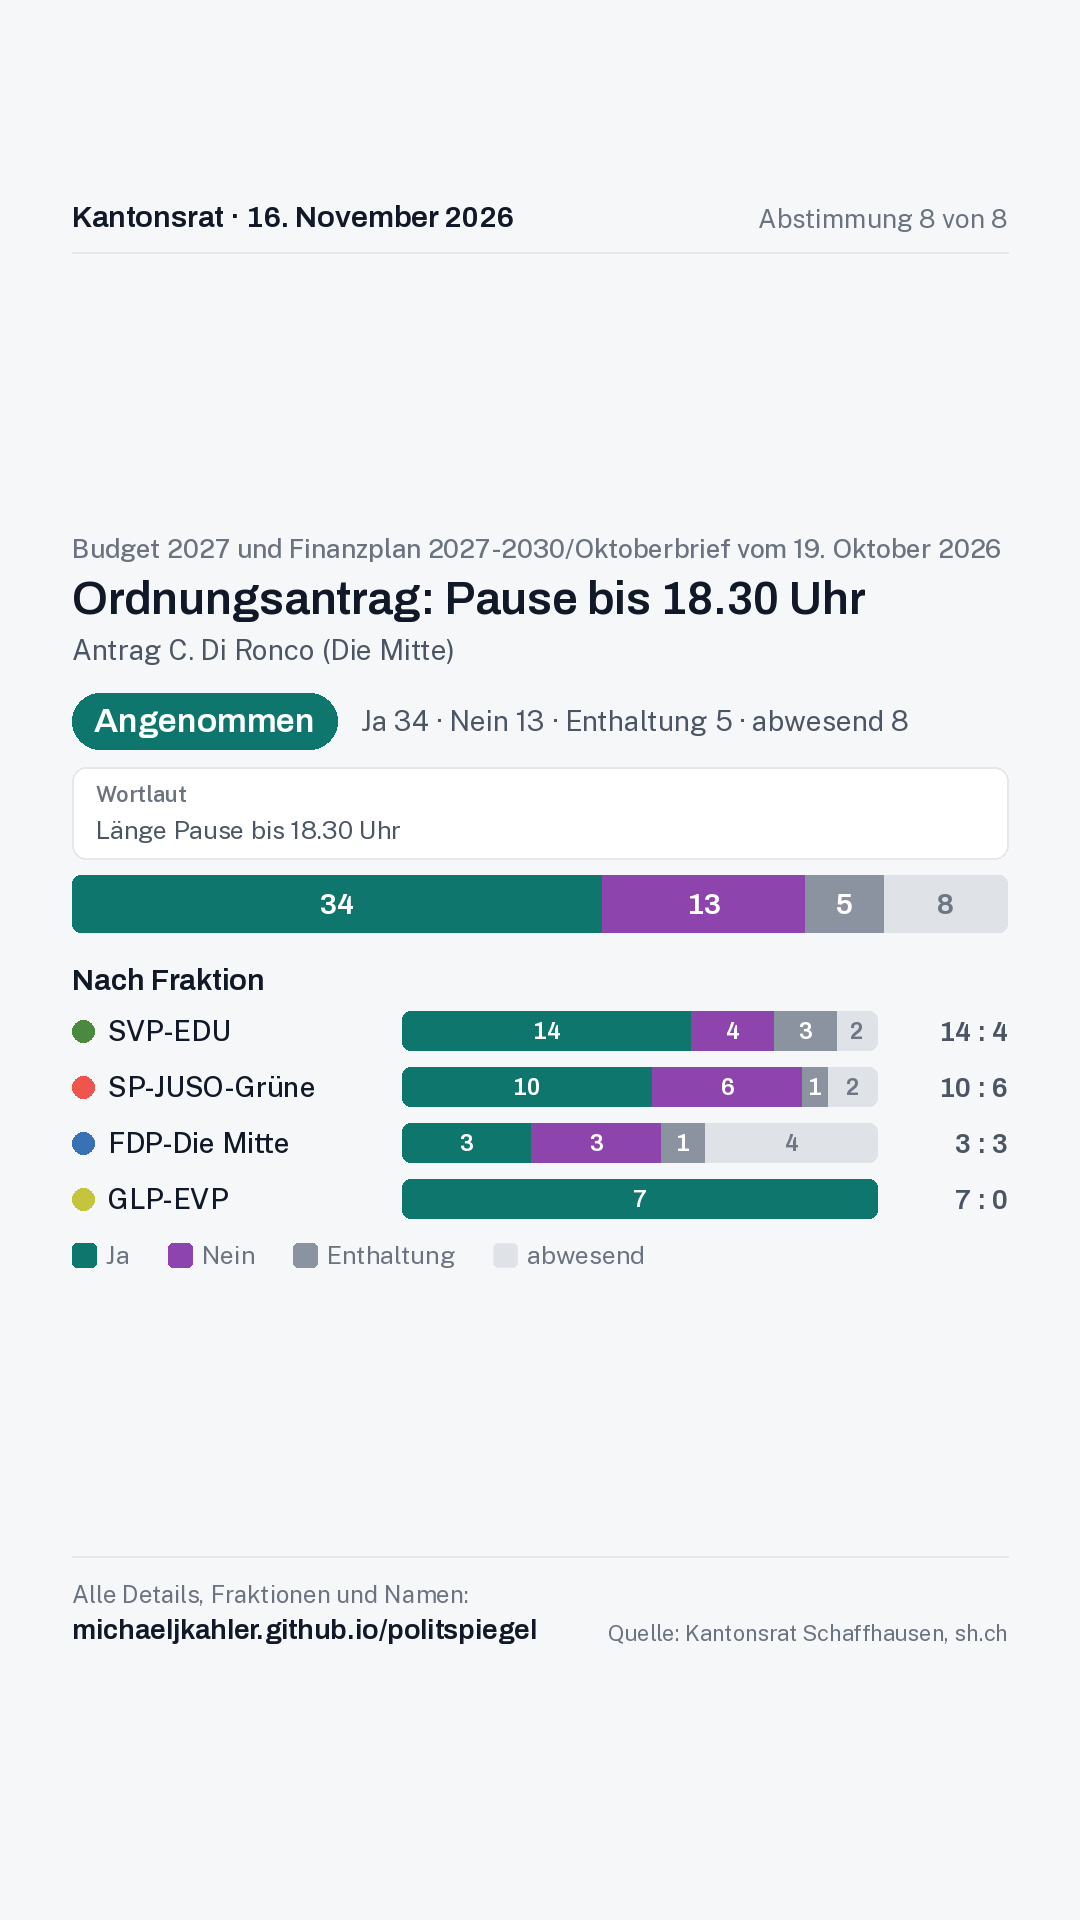 Kantonsrat · 16. November 2026
Abstimmung 8 von 8
Budget 2027 und Finanzplan 2027-2030/Oktoberbrief vom 19. Oktober 2026
Ordnungsantrag: Pause bis 18.30 Uhr
Antrag C. Di Ronco (Die Mitte)
Angenommen
Ja 34 · Nein 13 · Enthaltung 5 · abwesend 8
Wortlaut
Länge Pause bis 18.30 Uhr
34 13 5 8
Nach Fraktion
SVP-EDU 14 4 3 2 14 : 4
SP-JUSO-Grüne 10 6 1 2 10 : 6
FDP-Die Mitte 3 3 1 4 3 : 3
GLP-EVP 7 7 : 0
Ja Nein Enthaltung abwesend
Alle Details, Fraktionen und Namen:
michaeljkahler.github.io/politspiegel
Quelle: Kantonsrat Schaffhausen, sh.ch